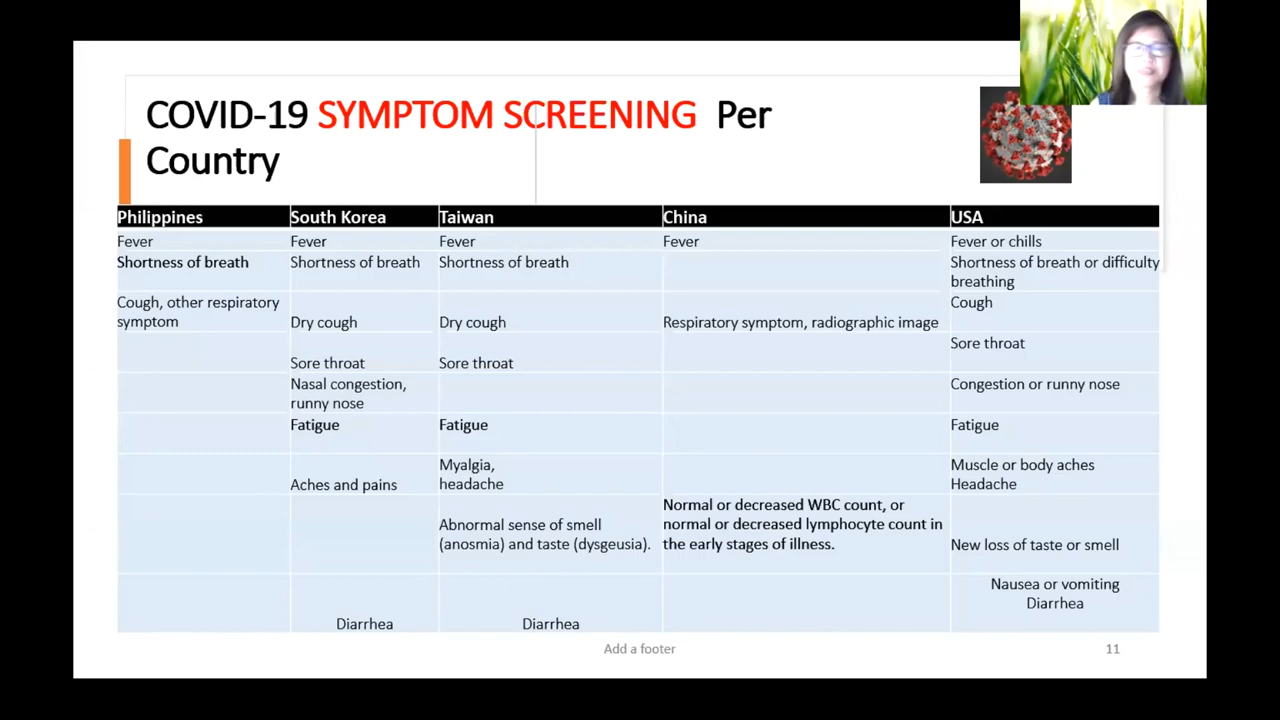 COVID-19 SYMPTOM SCREENING Per
Country
Philippines South Korea Taiwan China USA
Fever Fever Fever Fever Fever or chills
Shortness of breath Shortness of breath Shortness of breath Shortness of breath or difficulty
breathing
Cough, other respiratory
symptom Dry cough Dry cough Respiratory symptom, radiographic image Cough
Sore throat Sore throat Sore throat
Nasal congestion,
runny nose Congestion or runny nose
Fatigue Fatigue Fatigue
Aches and pains Myalgia,
headache Muscle or body aches
Headache
Abnormal sense of smell
(anosmia) and taste (dysgeusia). Normal or decreased WBC count, or
normal or decreased lymphocyte count in
the early stages of illness. New loss of taste or smell
Diarrhea Diarrhea Nausea or vomiting
Diarrhea
Add a footer 11